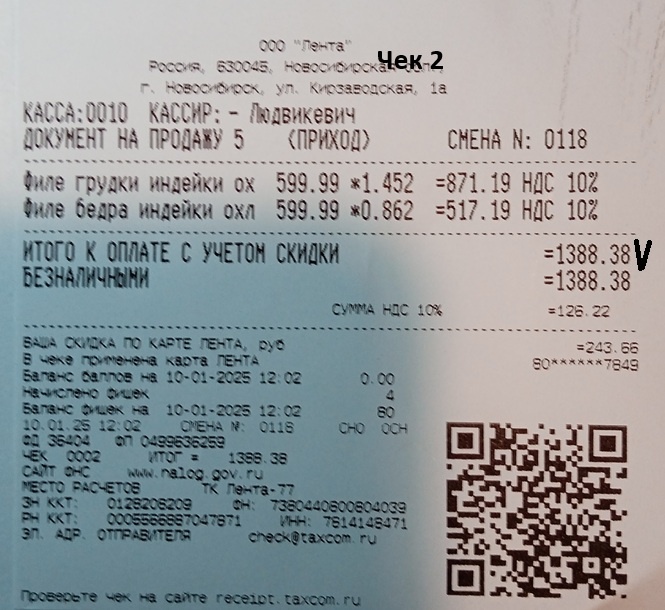 ООО "Лента"
Чек 2
Россия, 630045, Новосибирская обл.,
г. Новосибирск, ул. Кирзаводская, 1а
КАССА:0010 КАССИР: - Людвикевич
ДОКУМЕНТ НА ПРОДАЖУ 5 (ПРИХОД) СМЕНА N: 0118
Филе грудки индейки ох 599.99 *1.452 =871.19 НДС 10%
Филе бедра индейки охл 599.99 *0.862 =517.19 НДС 10%
ИТОГО К ОПЛАТЕ С УЧЕТОМ СКИДКИ =1388.38 V
БЕЗНАЛИЧНЫМИ =1388.38
СУММА НДС 10% =126.22
ВАША СКИДКА ПО КАРТЕ ЛЕНТА, руб =243.66
В чеке применена карта ЛЕНТА 80******7849
Баланс баллов на 10-01-2025 12:02 0.00
Начислено фишек 4
Баланс фишек на 10-01-2025 12:02 80
10.01.25 12:02 СМЕНА №: 0118 СНО ОСН
ФД 36404 ФП 0499636259
ЧЕК 0002 ИТОГ = 1388.38
САЙТ ФНС www.nalog.gov.ru
МЕСТО РАСЧЕТОВ ТК Лента-77
ЗН ККТ: 0128206209 ФН: 7380440800804039
РН ККТ: 0005566687047871 ИНН: 7814148471
ЭЛ. АДР. ОТПРАВИТЕЛЯ check@taxcom.ru
Проверьте чек на сайте receipt.taxcom.ru